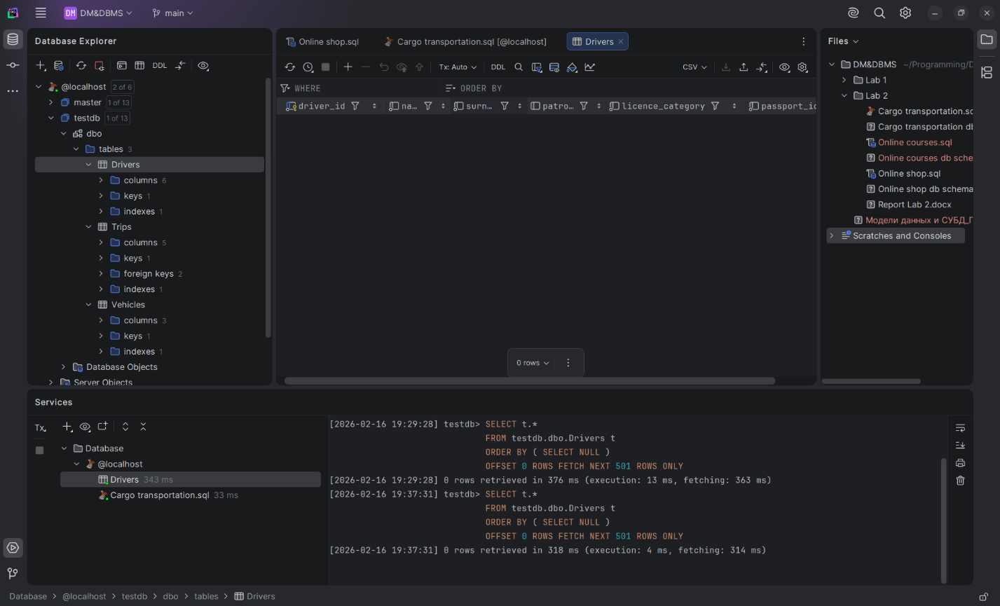 DM DM&DBMS main
Database Explorer
DDL
@localhost 2 of 6
master 1 of 13
testdb 1 of 13
dbo
tables 3
Drivers
columns 6
keys 1
indexes 1
Trips
columns 5
keys 1
foreign keys 2
indexes 1
Vehicles
columns 3
keys 1
indexes 1
Database Objects
Server Objects
Online shop.sql Cargo transportation.sql [@localhost] Drivers
Tx: Auto DDL CSV
WHERE ORDER BY
driver_id na... surn... patro... licence_category passport_id
0 rows
Files
DM&DBMS ~/Programming/D
Lab 1
Lab 2
Cargo transportation.sq
Cargo transportation db
Online courses.sql
Online courses db sche
Online shop.sql
Online shop db schema
Report Lab 2.docx
Модели данных и СУБД_Г
Scratches and Consoles
Services
Tx
Database
@localhost
Drivers 343 ms
Cargo transportation.sql 33 ms
[2026-02-16 19:29:28] testdb> SELECT t.*
FROM testdb.dbo.Drivers t
ORDER BY ( SELECT NULL )
OFFSET 0 ROWS FETCH NEXT 501 ROWS ONLY
[2026-02-16 19:29:28] 0 rows retrieved in 376 ms (execution: 13 ms, fetching: 363 ms)
[2026-02-16 19:37:31] testdb> SELECT t.*
FROM testdb.dbo.Drivers t
ORDER BY ( SELECT NULL )
OFFSET 0 ROWS FETCH NEXT 501 ROWS ONLY
[2026-02-16 19:37:31] 0 rows retrieved in 318 ms (execution: 4 ms, fetching: 314 ms)
Database > @localhost > testdb > dbo > tables > Drivers